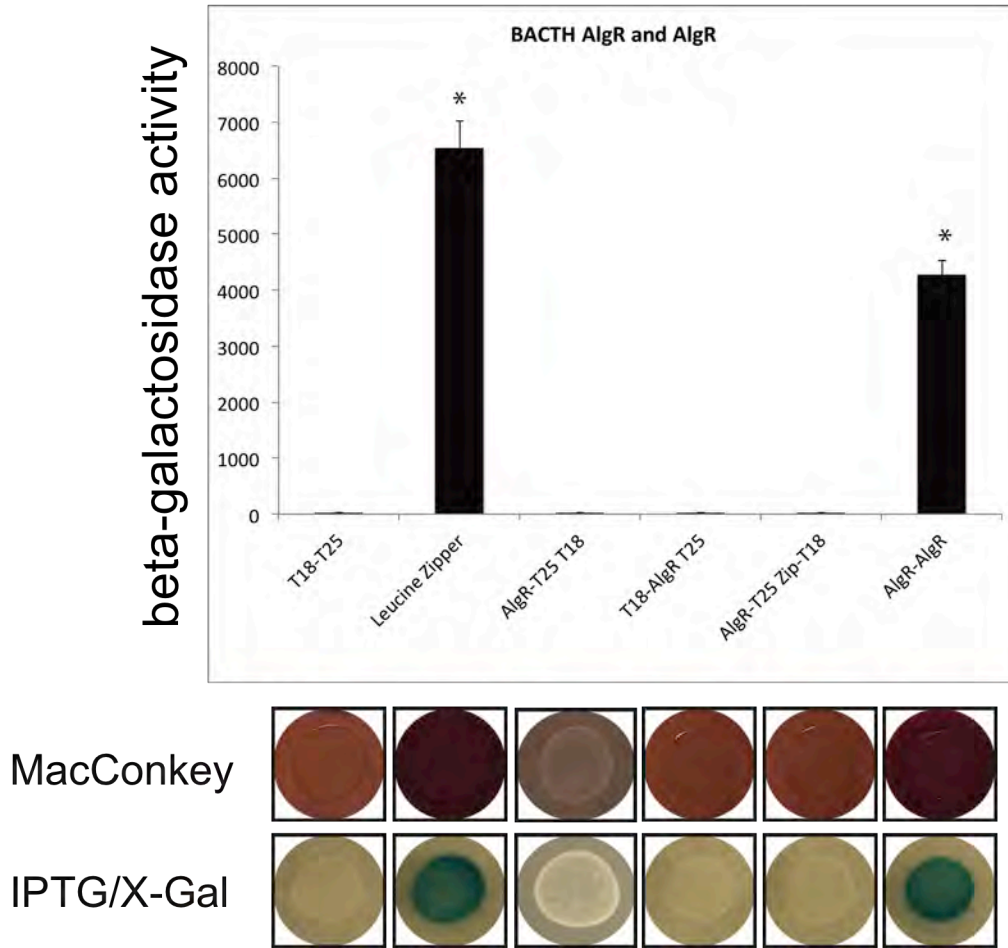 BACTH AlgR and AlgR
beta-galactosidase activity
8000
7000
6000
5000
4000
3000
2000
1000
0
*
*
T18-T25
Leucine Zipper
AlgR-T25 T18
T18-AlgR T25
AlgR-T25 Zip-T18
AlgR-AlgR
MacConkey
IPTG/X-Gal